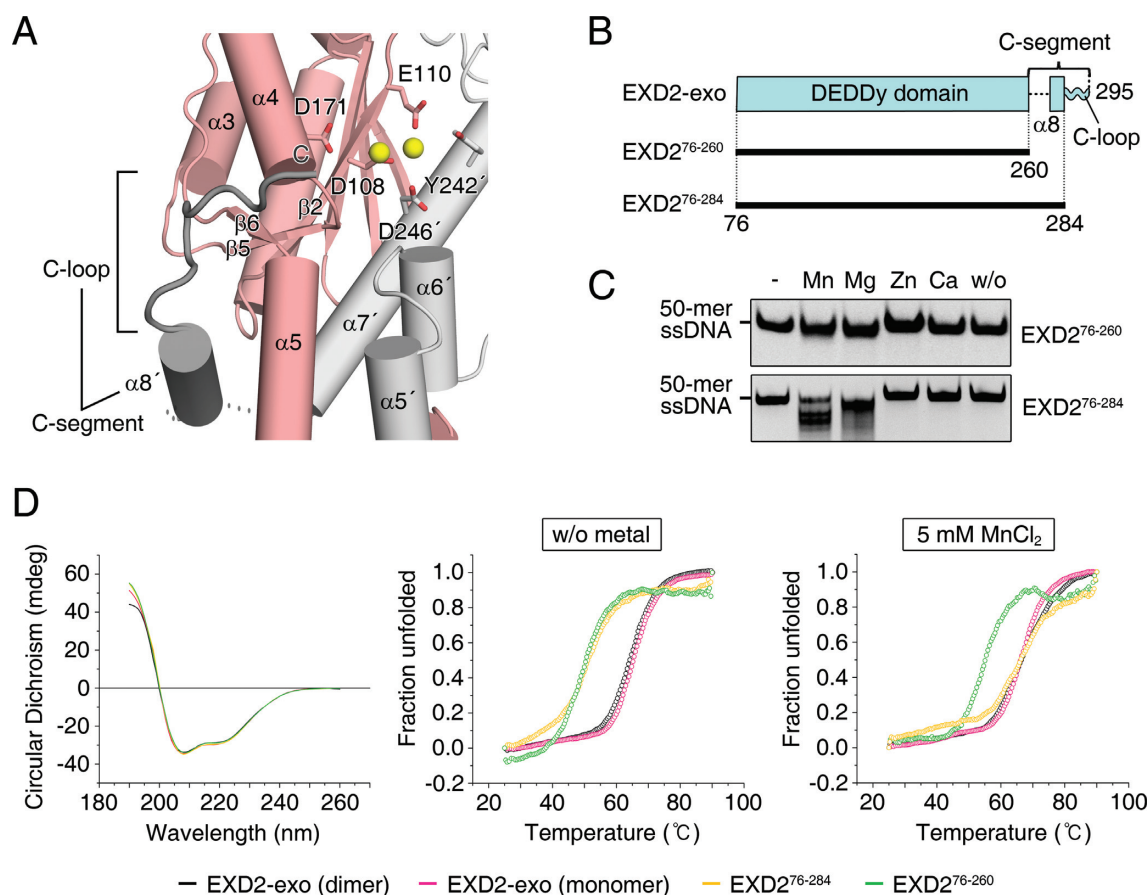 A
α4
E110
α3
D171
C
D108
Y242´
β2
β6
β5
D246´
C-loop
α6´
α7´
α5
α8´
α5´
C-segment
B
C-segment
EXD2-exo
DEDDy domain
295
α8
C-loop
EXD2⁷⁶⁻²⁶⁰
260
EXD2⁷⁶⁻²⁸⁴
76
284
C
- Mn Mg Zn Ca w/o
50-mer
ssDNA
EXD2⁷⁶⁻²⁶⁰
50-mer
ssDNA
EXD2⁷⁶⁻²⁸⁴
D
Circular Dichroism (mdeg)
60
40
20
0
-20
-40
180 200 220 240 260
Wavelength (nm)
w/o metal
Fraction unfolded
1.0
0.8
0.6
0.4
0.2
0.0
-0.2
20 40 60 80 100
Temperature (℃)
5 mM MnCl₂
Fraction unfolded
1.0
0.8
0.6
0.4
0.2
0.0
-0.2
20 40 60 80 100
Temperature (℃)
EXD2-exo (dimer) EXD2-exo (monomer) EXD2⁷⁶⁻²⁸⁴ EXD2⁷⁶⁻²⁶⁰